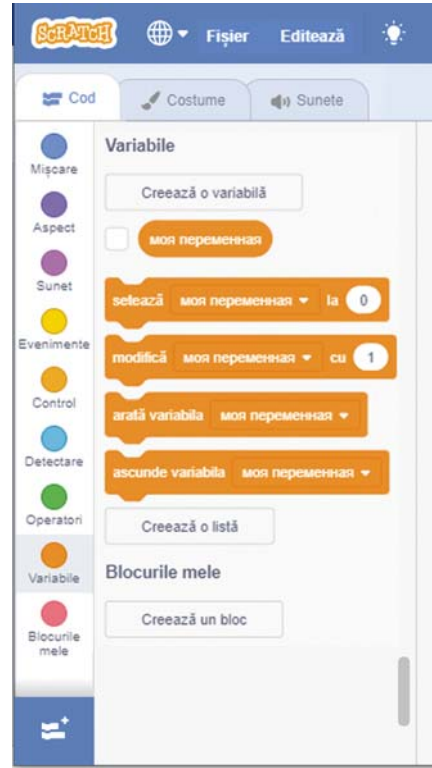 SCRATCH Fișier Editează
Cod Costume Sunete
Mișcare
Aspect
Sunet
Evenimente
Control
Detectare
Operatori
Variabile
Blocurile
mele
Variabile
Creează o variabilă
моя переменная
setează моя переменная la 0
modifică моя переменная cu 1
arată variabila моя переменная
ascunde variabila моя переменная
Creează o listă
Blocurile mele
Creează un bloc